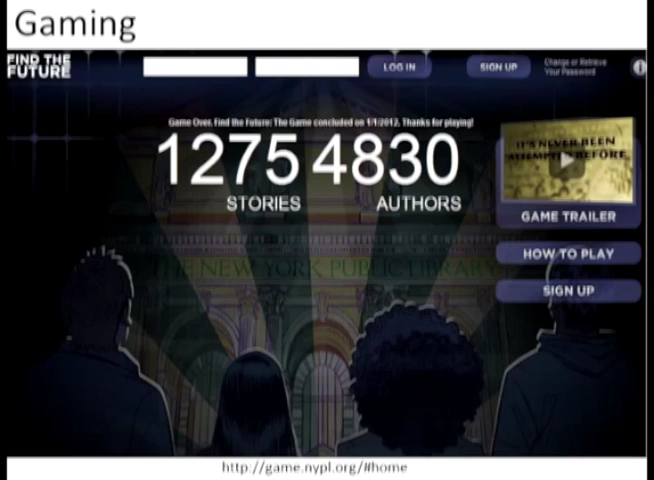 Gaming
FIND THE
FUTURE
LOG IN
SIGN UP
Change or Retrieve
Your Password
Game Over. Find the Future: The Game concluded on 1/1/2012. Thanks for playing!
1275 4830
STORIES AUTHORS
IT'S NEVER BEEN
ATTEMPTED BEFORE
GAME TRAILER
HOW TO PLAY
THE NEW YORK PUBLIC LIBRARY
SIGN UP
http://game.nypl.org/#home